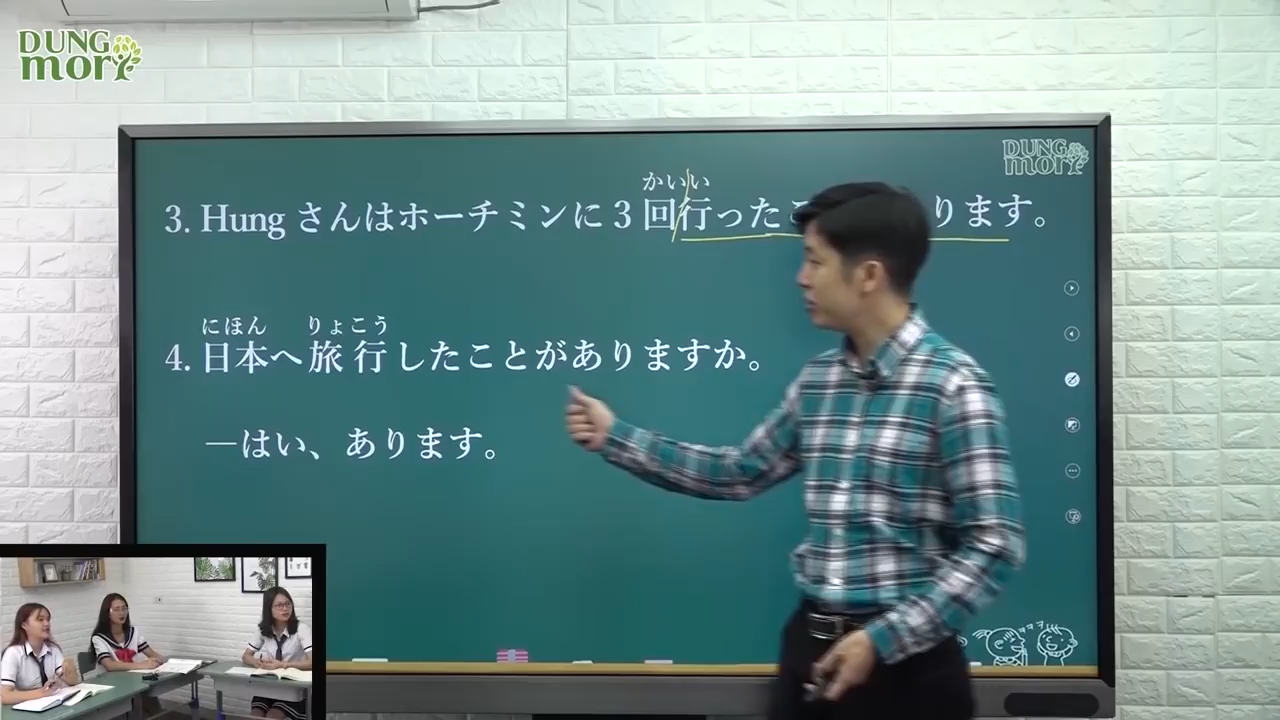 DUNG
mori
DUNG
mori
かい い
3. Hung さんはホーチミンに 3 回行ったこ ります。
にほん りょこう
4. 日本へ旅行したことがありますか。
―はい、あります。